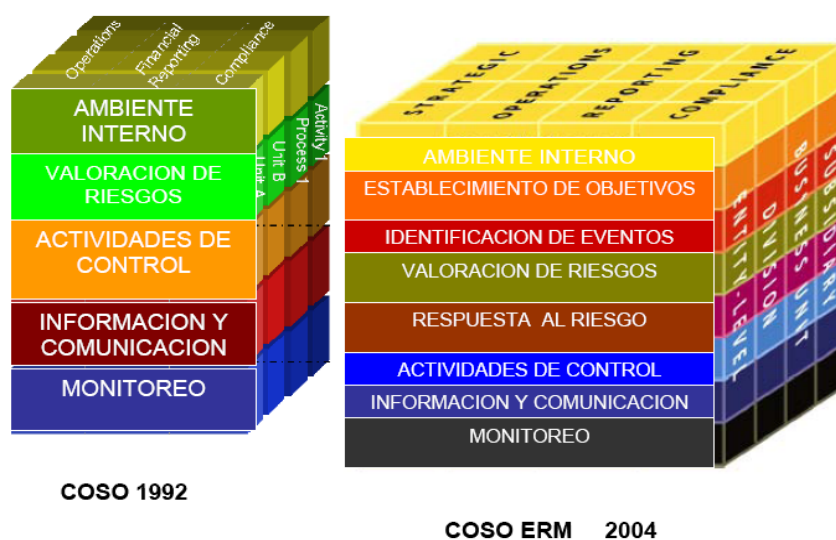 Operations
Financial
Reporting
Compliance
AMBIENTE
INTERNO
VALORACION DE
RIESGOS
ACTIVIDADES DE
CONTROL
INFORMACION Y
COMUNICACION
MONITOREO
Unit A
Unit B
Process 1
Activity 1
COSO 1992
STRATEGIC
OPERATIONS
REPORTING
COMPLIANCE
AMBIENTE INTERNO
ESTABLECIMIENTO DE OBJETIVOS
IDENTIFICACION DE EVENTOS
VALORACION DE RIESGOS
RESPUESTA AL RIESGO
ACTIVIDADES DE CONTROL
INFORMACION Y COMUNICACION
MONITOREO
ENTITY-LEVEL
DIVISION
BUSINESS UNIT
COSO ERM 2004